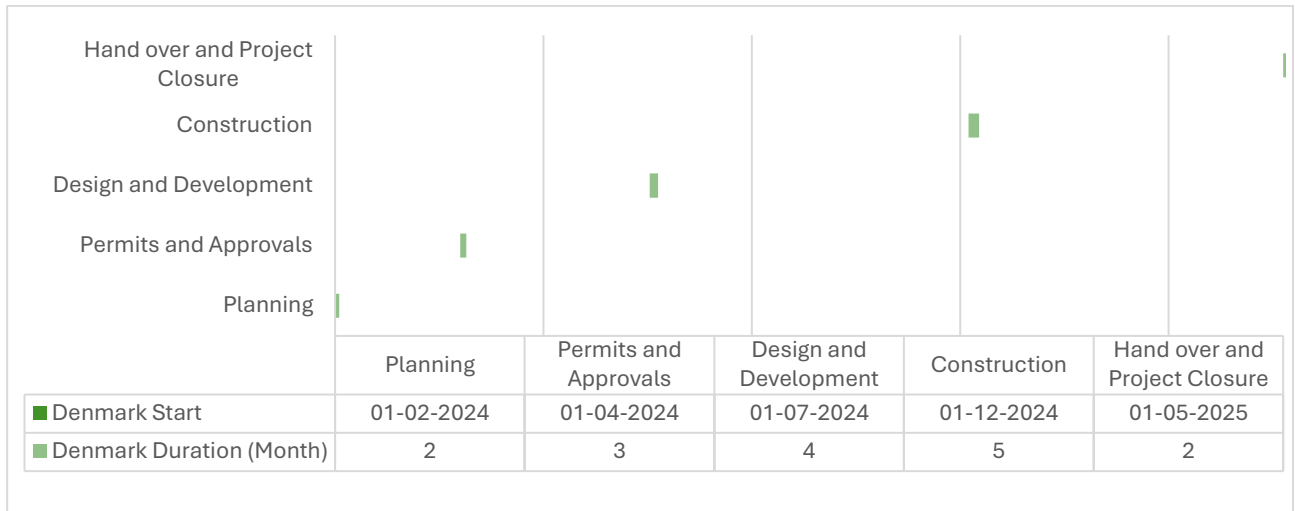 Hand over and Project
Closure
Construction
Design and Development
Permits and Approvals
Planning
Planning
Permits and
Approvals
Design and
Development
Construction
Hand over and
Project Closure
Denmark Start 01-02-2024 01-04-2024 01-07-2024 01-12-2024 01-05-2025
Denmark Duration (Month) 2 3 4 5 2